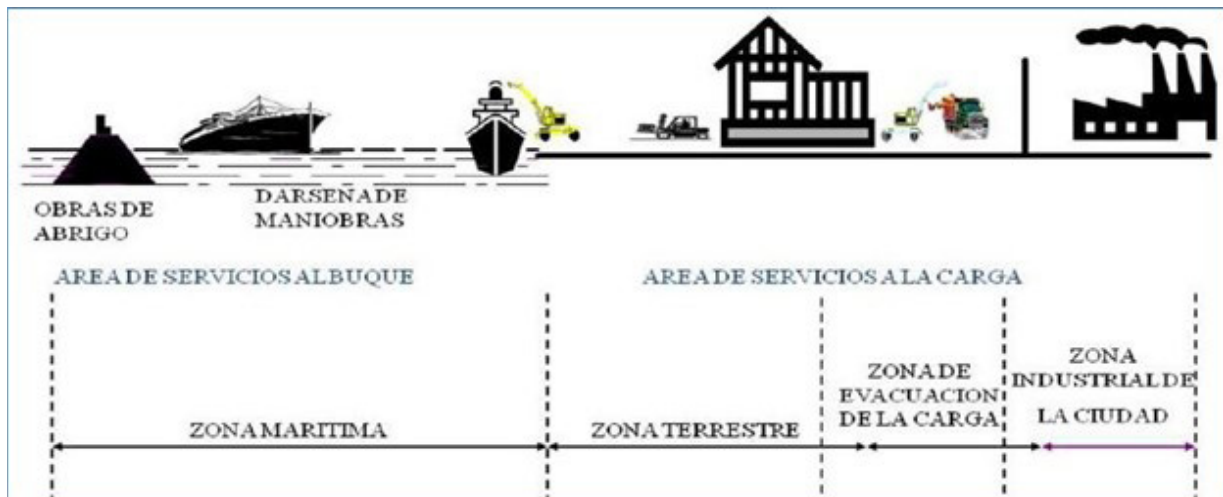 OBRAS DE
ABRIGO
DARSENA DE
MANIOBRAS
AREA DE SERVICIOS AL BUQUE
AREA DE SERVICIOS A LA CARGA
ZONA MARITIMA
ZONA TERRESTRE
ZONA DE
EVACUACION
DE LA CARGA
ZONA
INDUSTRIAL DE
LA CIUDAD